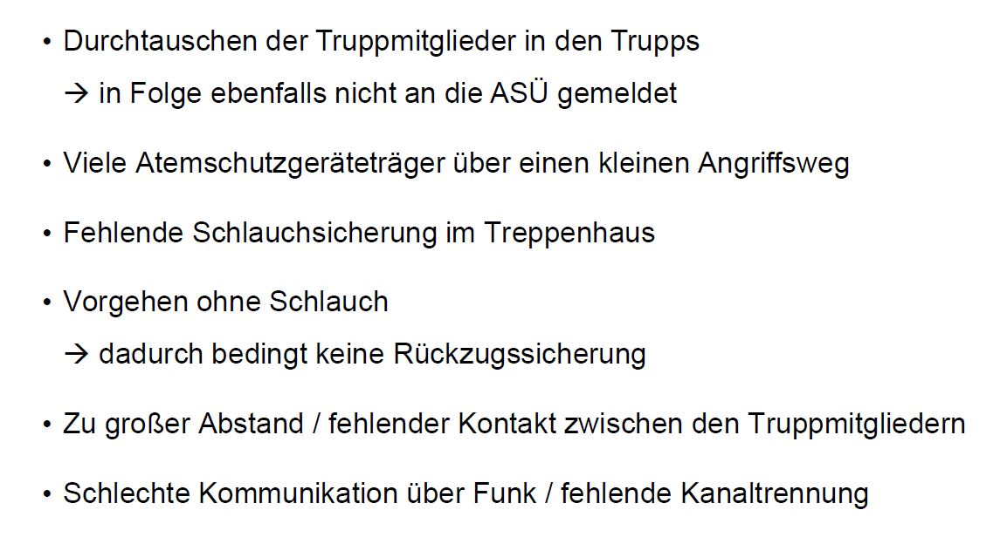 • Durchtauschen der Truppmitglieder in den Trupps
→ in Folge ebenfalls nicht an die ASÜ gemeldet
• Viele Atemschutzgeräteträger über einen kleinen Angriffsweg
• Fehlende Schlauchsicherung im Treppenhaus
• Vorgehen ohne Schlauch
→ dadurch bedingt keine Rückzugssicherung
• Zu großer Abstand / fehlender Kontakt zwischen den Truppmitgliedern
• Schlechte Kommunikation über Funk / fehlende Kanaltrennung